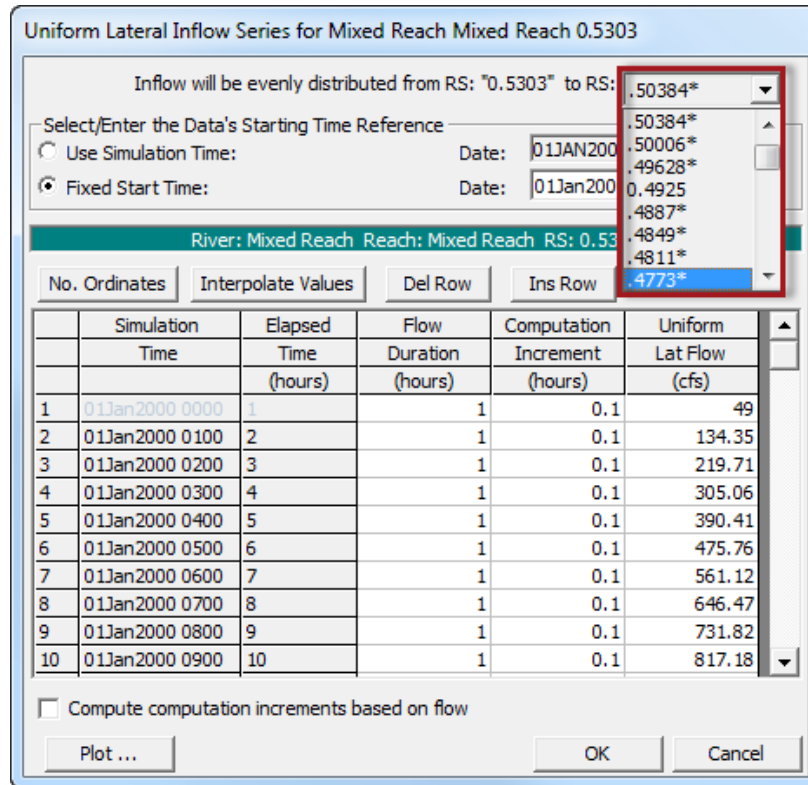 Uniform Lateral Inflow Series for Mixed Reach Mixed Reach 0.5303
Inflow will be evenly distributed from RS: "0.5303" to RS: .50384*
.50384*
.50006*
.49628*
0.4925
.4887*
.4849*
.4811*
.4773*
Select/Enter the Data's Starting Time Reference
Use Simulation Time: Date: 01JAN200
Fixed Start Time: Date: 01Jan200
River: Mixed Reach Reach: Mixed Reach RS: 0.53
No. Ordinates Interpolate Values Del Row Ins Row
Simulation Elapsed Flow Computation Uniform
Time Time Duration Increment Lat Flow
(hours) (hours) (hours) (cfs)
1 01Jan2000 0000 1 1 0.1 49
2 01Jan2000 0100 2 1 0.1 134.35
3 01Jan2000 0200 3 1 0.1 219.71
4 01Jan2000 0300 4 1 0.1 305.06
5 01Jan2000 0400 5 1 0.1 390.41
6 01Jan2000 0500 6 1 0.1 475.76
7 01Jan2000 0600 7 1 0.1 561.12
8 01Jan2000 0700 8 1 0.1 646.47
9 01Jan2000 0800 9 1 0.1 731.82
10 01Jan2000 0900 10 1 0.1 817.18
Compute computation increments based on flow
Plot ... OK Cancel